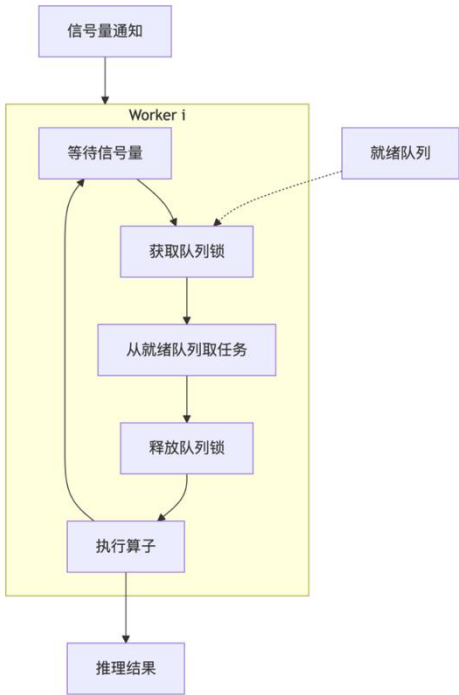 信号量通知
Worker i
等待信号量
就绪队列
获取队列锁
从就绪队列取任务
释放队列锁
执行算子
推理结果